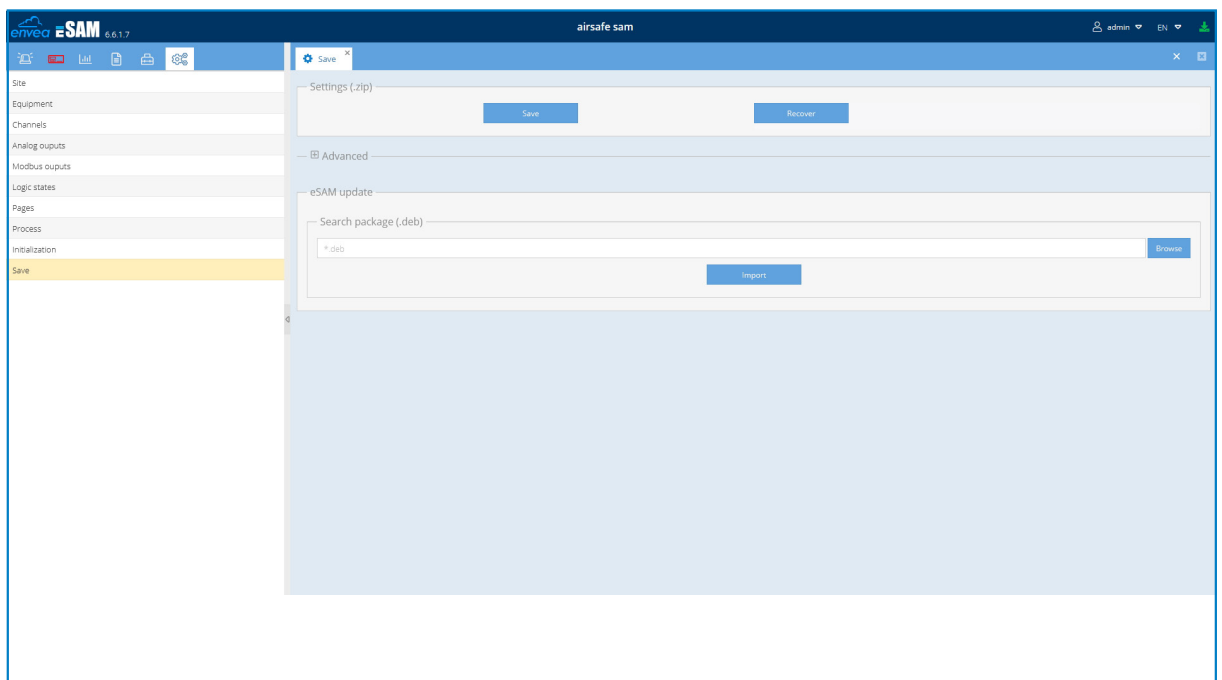 envea eSAM 6.6.1.7
airsafe sam
admin EN
Save
Site
Equipment
Channels
Analog ouputs
Modbus ouputs
Logic states
Pages
Process
Initialization
Save
Settings (.zip)
Save Recover
Advanced
eSAM update
Search package (.deb)
*.deb Browse
Import